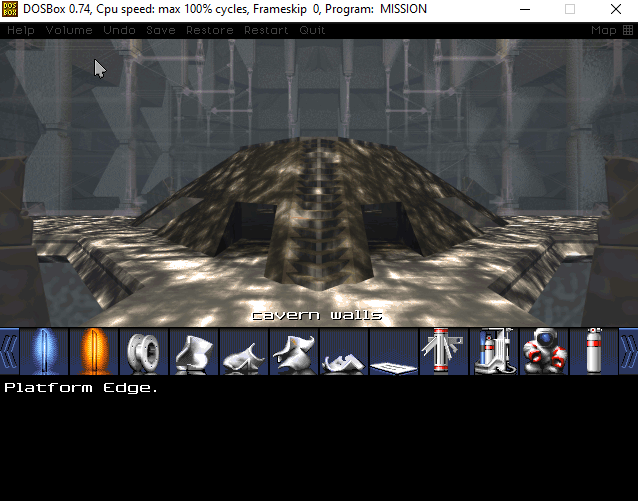 DOSBox 0.74, Cpu speed: max 100% cycles, Frameskip 0, Program: MISSION
Help Volume Undo Save Restore Restart Quit Map
cavern walls
Platform Edge.